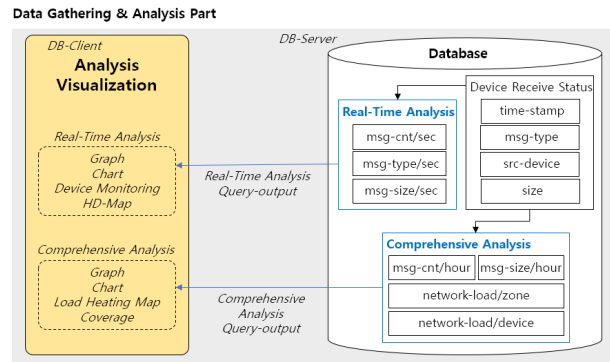 Data Gathering & Analysis Part
DB-Client
Analysis
Visualization
Real-Time Analysis
Graph
Chart
Device Monitoring
HD-Map
Comprehensive Analysis
Graph
Chart
Load Heating Map
Coverage
DB-Server
Real-Time Analysis
Query-output
Comprehensive
Analysis
Query-output
Database
Device Receive Status
time-stamp
msg-type
src-device
size
Real-Time Analysis
msg-cnt/sec
msg-type/sec
msg-size/sec
Comprehensive Analysis
msg-cnt/hour msg-size/hour
network-load/zone
network-load/device